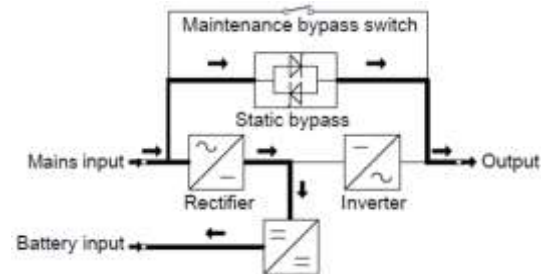 Maintenance bypass switch
Static bypass
Mains input
Output
Rectifier
Inverter
Battery input